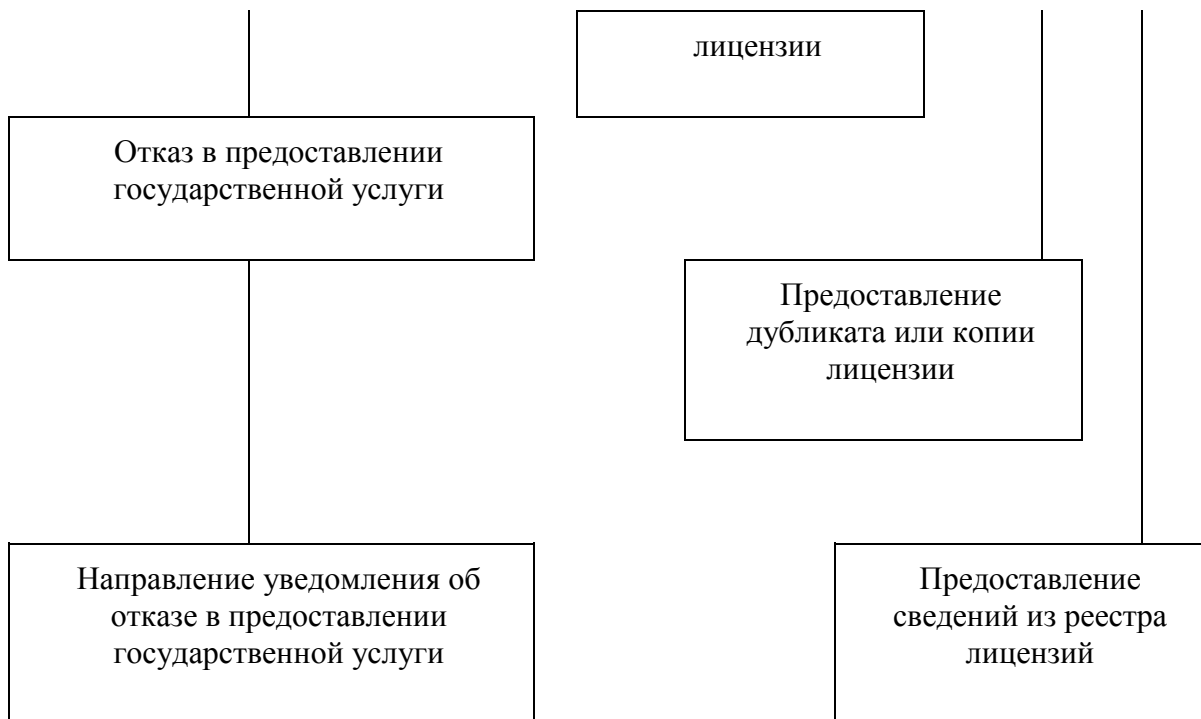 лицензии
Отказ в предоставлении
государственной услуги
Предоставление
дубликата или копии
лицензии
Направление уведомления об
отказе в предоставлении
государственной услуги
Предоставление
сведений из реестра
лицензий